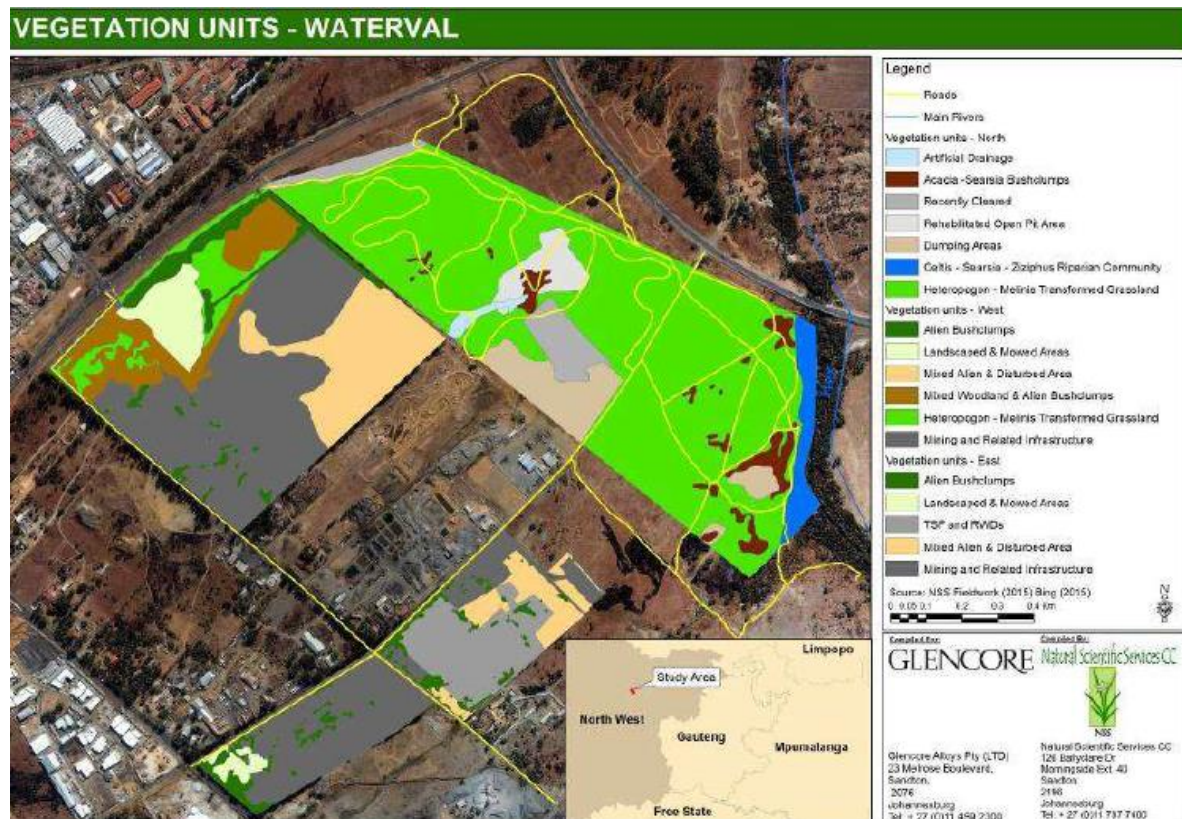 VEGETATION UNITS - WATERVAL
Legend
Roads
Main Rivers
Vegetation units - North
Artificial Drainage
Acacia -Searsia Bushclumps
Recently Cleared
Rehabilitated Open Pit Area
Dumping Areas
Celtis - Searsia - Ziziphus Riparian Community
Heteropogon - Melinis Transformed Grassland
Vegetation units - West
Alien Bushclumps
Landscaped & Mowed Areas
Mixed Alien & Disturbed Area
Mixed Woodland & Alien Bushclumps
Heteropogon - Melinis Transformed Grassland
Mining and Related Infrastructure
Vegetation units - East
Alien Bushclumps
Landscaped & Mowed Areas
TSF and RWDs
Mixed Alien & Disturbed Area
Mining and Related Infrastructure
Source: NSS Fieldwork (2015) Bing (2015)
0 0.05 0.1 0.2 0.3 0.4 Km
N
Limpopo
Study Area
North West
Gauteng
Mpumalanga
Free State
Compiled For:
GLENCORE
Glencore Alloys Pty (LTD)
23 Melrose Boulevard,
Sandton,
2076
Johannesburg
Compiled By:
Natural Scientific Services CC
NSS
Natural Scientific Services CC
126 Ballyclare Dr
Morningside Ext 40
Sandton
2196
Johannesburg